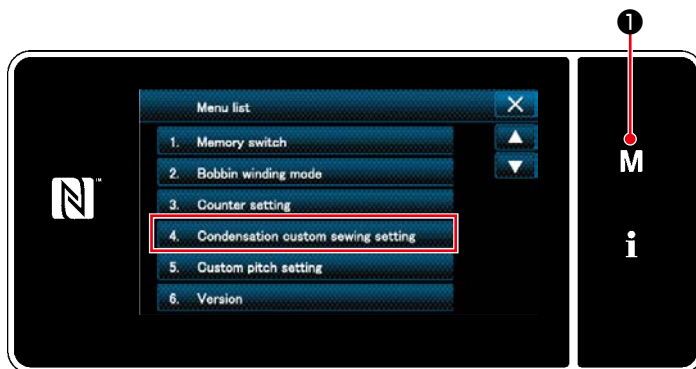 ❶
Menu list
1. Memory switch
2. Bobbin winding mode
3. Counter setting
4. Condensation custom sewing setting
5. Custom pitch setting
6. Version
M
i
N